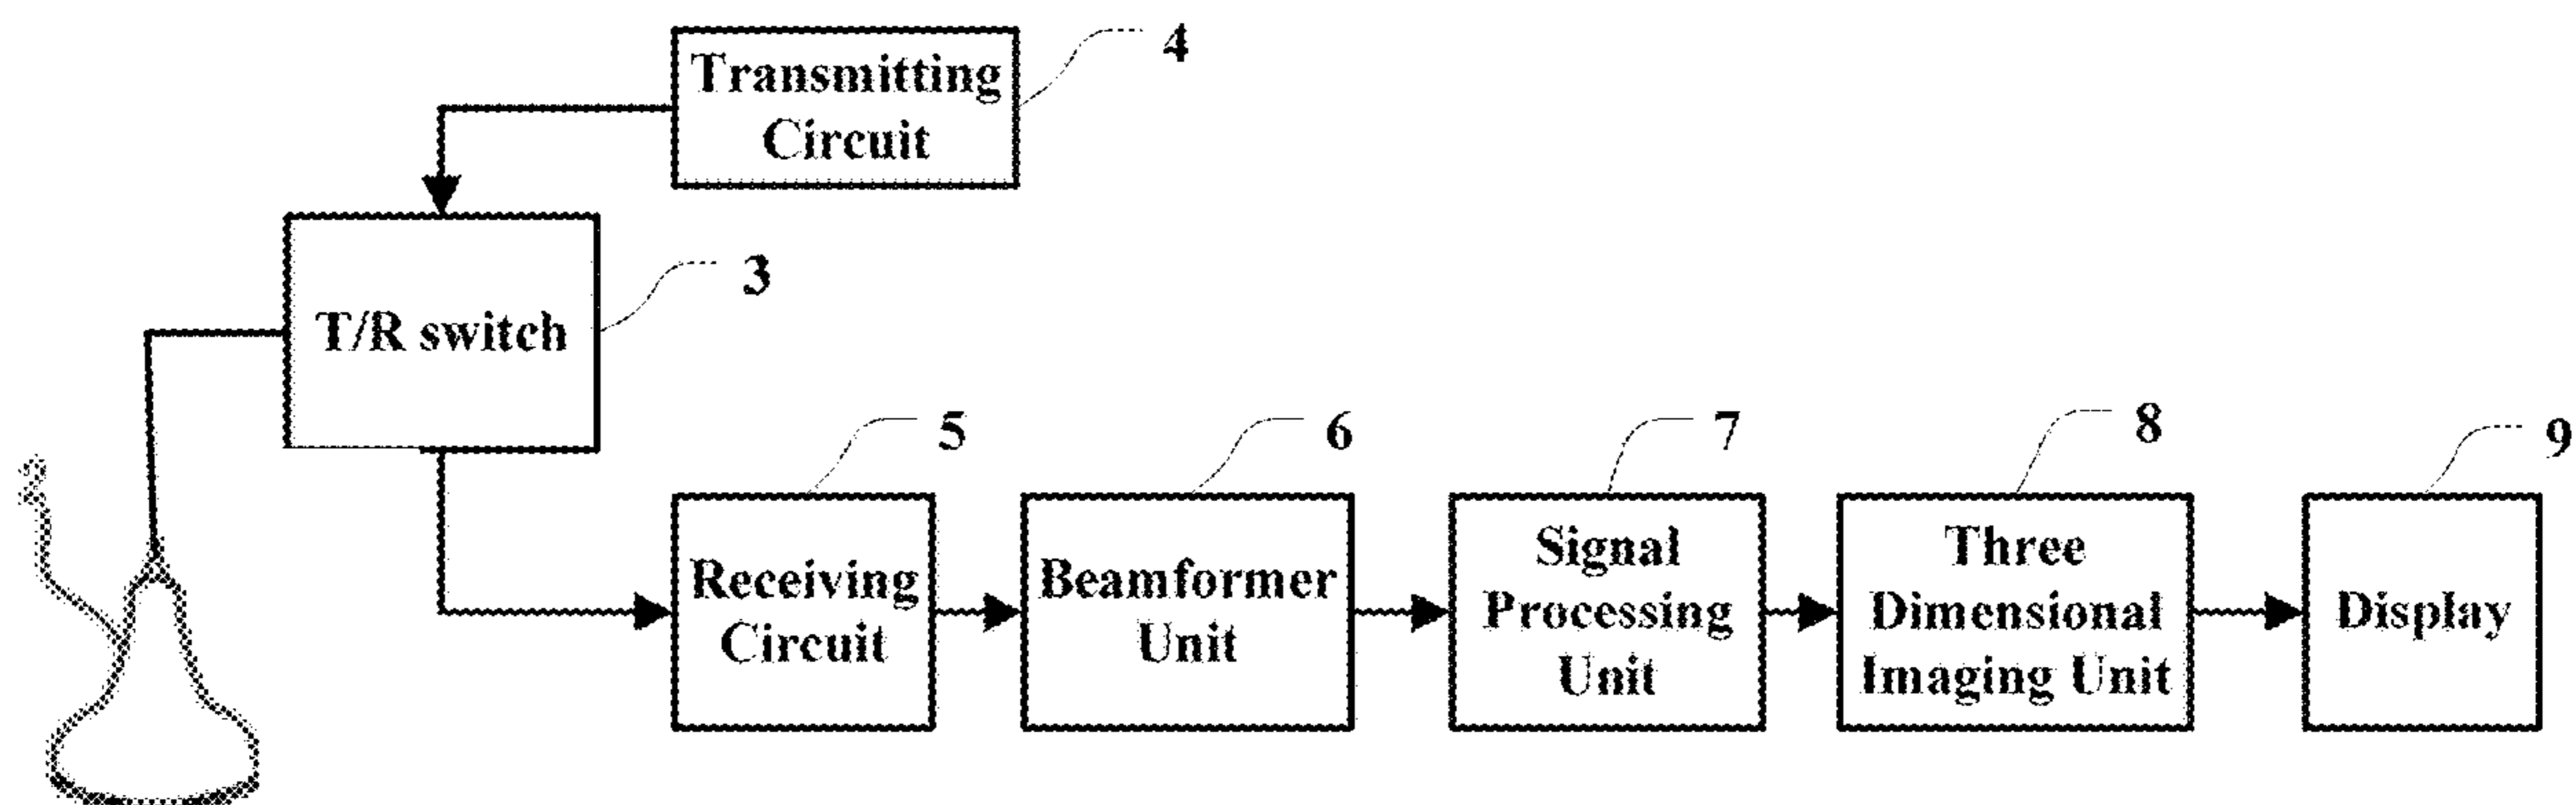 Transmitting
Circuit
4
T/R switch
3
2
5
6
7
8
9
Receiving
Circuit
Beamformer
Unit
Signal
Processing
Unit
Three
Dimensional
Imaging Unit
Display